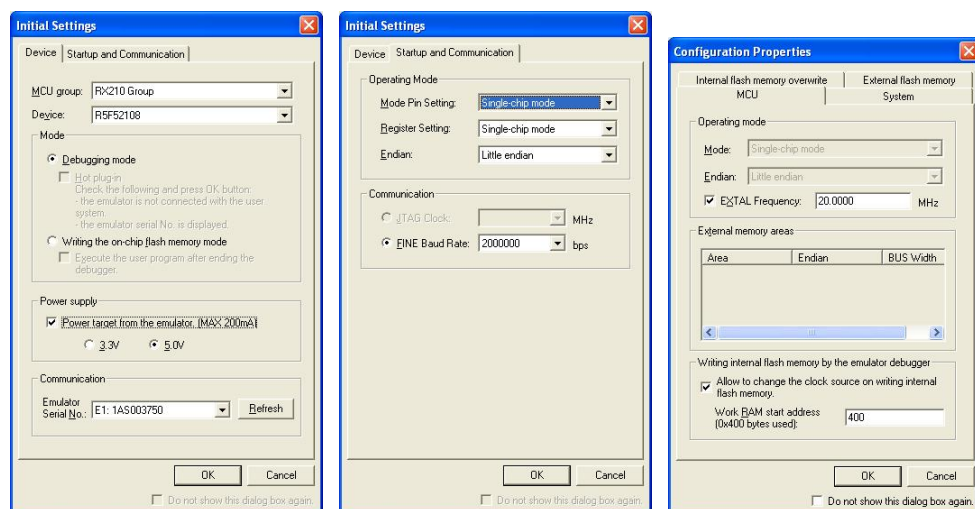 Initial Settings
Device
Startup and Communication
MCU group: RX210 Group
Device: R5F52108
Mode
Debugging mode
Hot plug-in
Check the following and press OK button:
- the emulator is not connected with the user
system.
- the emulator serial No. is displayed.
Writing the on-chip flash memory mode
Execute the user program after ending the
debugger.
Power supply
Power target from the emulator. (MAX 200mA)
3.3V 5.0V
Communication
Emulator
Serial No.: E1: 1AS003750 Refresh
OK Cancel
Do not show this dialog box again.
Initial Settings
Device
Startup and Communication
Operating Mode
Mode Pin Setting: Single-chip mode
Register Setting: Single-chip mode
Endian: Little endian
Communication
JTAG Clock: MHz
FINE Baud Rate: 2000000 bps
OK Cancel
Do not show this dialog box again.
Configuration Properties
Internal flash memory overwrite External flash memory
MCU System
Operating mode
Mode: Single-chip mode
Endian: Little endian
EXTAL Frequency: 20.0000 MHz
External memory areas
Area Endian BUS Width
Writing internal flash memory by the emulator debugger
Allow to change the clock source on writing internal
flash memory.
Work RAM start address
(0x400 bytes used): 400
OK Cancel
Do not show this dialog box again.